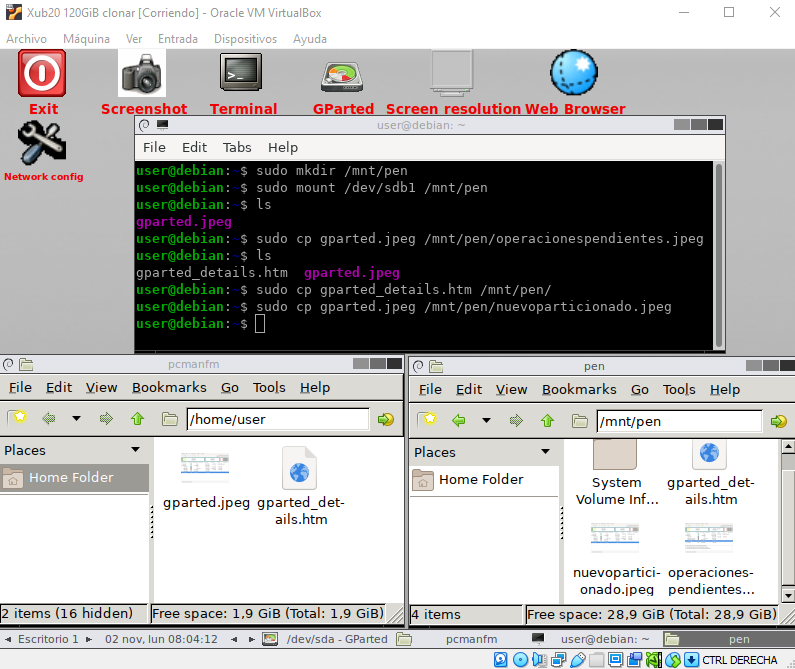 Xub20 120GiB clonar [Corriendo] - Oracle VM VirtualBox
Archivo Máquina Ver Entrada Dispositivos Ayuda
Exit Screenshot Terminal GParted Screen resolution Web Browser
Network config
user@debian: ~
File Edit Tabs Help
user@debian:~$ sudo mkdir /mnt/pen
user@debian:~$ sudo mount /dev/sdb1 /mnt/pen
user@debian:~$ ls
gparted.jpeg
user@debian:~$ sudo cp gparted.jpeg /mnt/pen/operacionespendientes.jpeg
user@debian:~$ ls
gparted_details.htm gparted.jpeg
user@debian:~$ sudo cp gparted_details.htm /mnt/pen/
user@debian:~$ sudo cp gparted.jpeg /mnt/pen/nuevoparticionado.jpeg
user@debian:~$
pcmanfm
File Edit View Bookmarks Go Tools Help
/home/user
Places
Home Folder
gparted.jpeg
gparted_det-
ails.htm
2 items (16 hidden)
Free space: 1,9 GiB (Total: 1,9 GiB)
pen
File Edit View Bookmarks Go Tools Help
/mnt/pen
Places
Home Folder
System
Volume Inf...
gparted_det-
ails.htm
nuevopartici-
onado.jpeg
operaciones-
pendientes...
4 items
Free space: 28,9 GiB (Total: 28,9 GiB)
Escritorio 1 02 nov, lun 08:04:12 /dev/sda - GParted pcmanfm user@debian: ~ pen
CTRL DERECHA